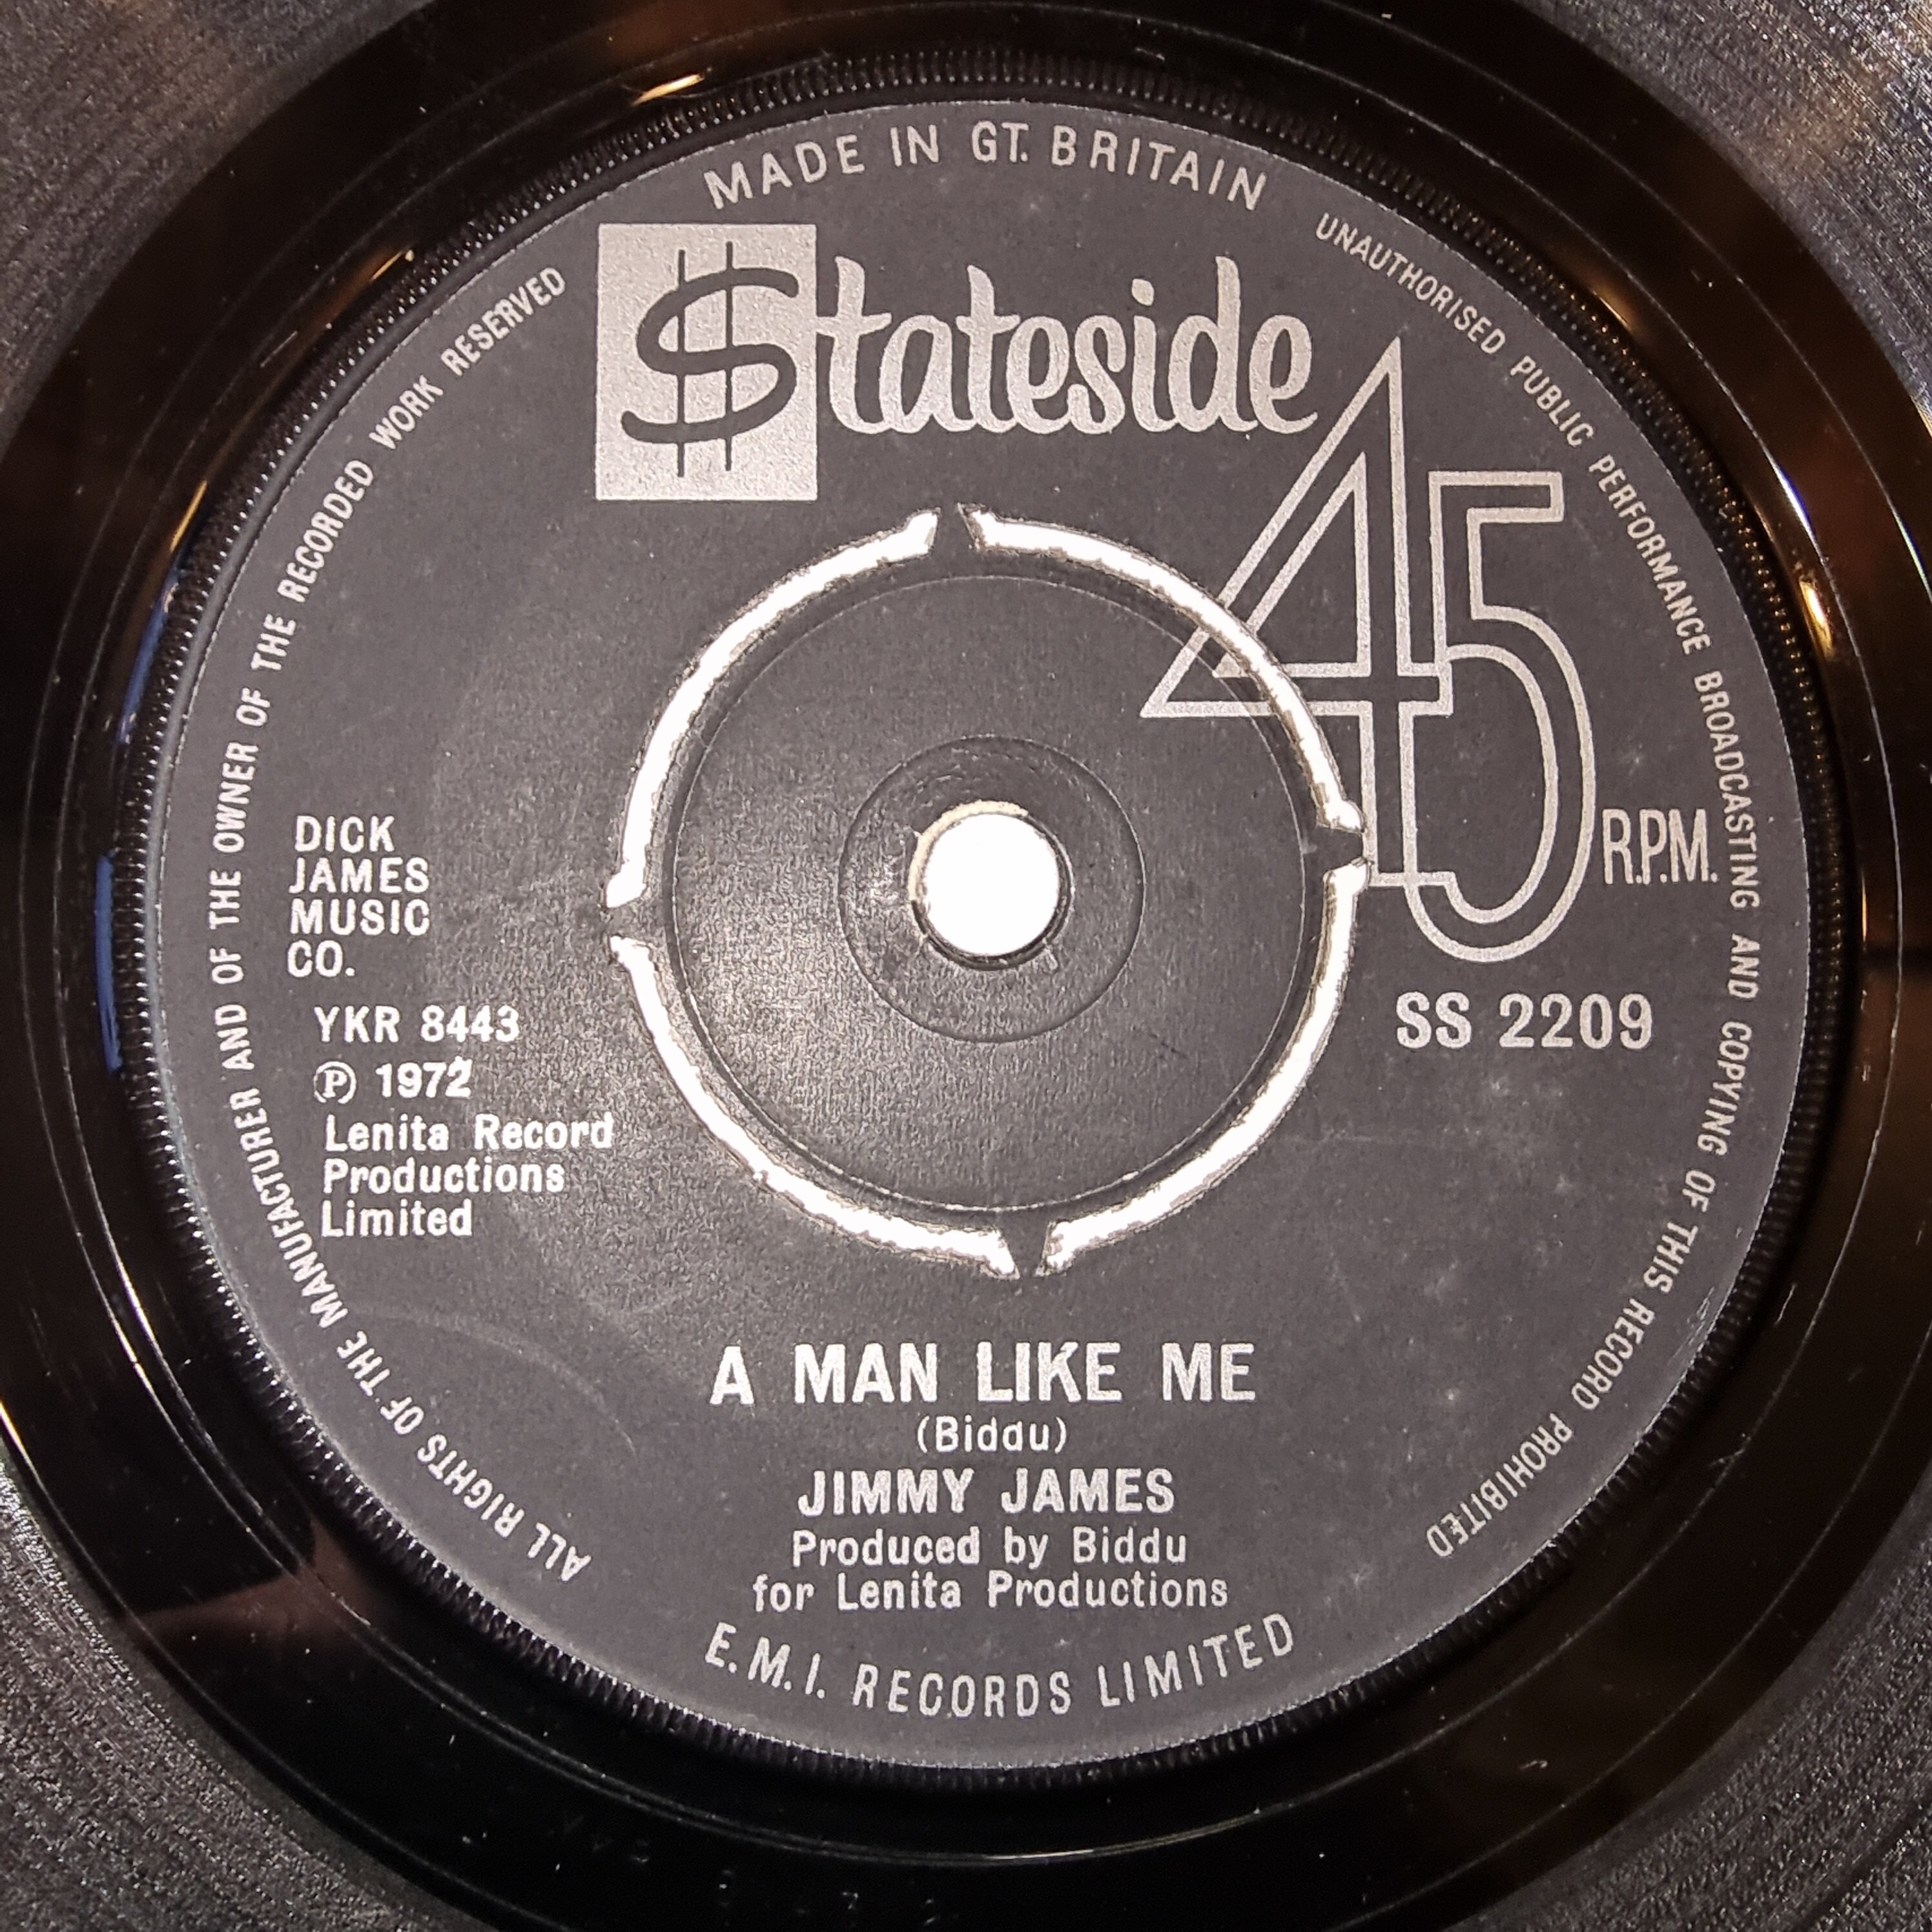 MADE IN GT. BRITAIN
UNAUTHORISED PUBLIC PERFORMANCE BROADCASTING AND COPYING OF THIS RECORD PROHIBITED
ALL RIGHTS OF THE MANUFACTURER AND OF THE OWNER OF THE RECORDED WORK RESERVED
$tateside
45
R.P.M.
DICK
JAMES
MUSIC
CO.
YKR 8443
℗ 1972
Lenita Record
Productions
Limited
SS 2209
A MAN LIKE ME
(Biddu)
JIMMY JAMES
Produced by Biddu
for Lenita Productions
E.M.I. RECORDS LIMITED